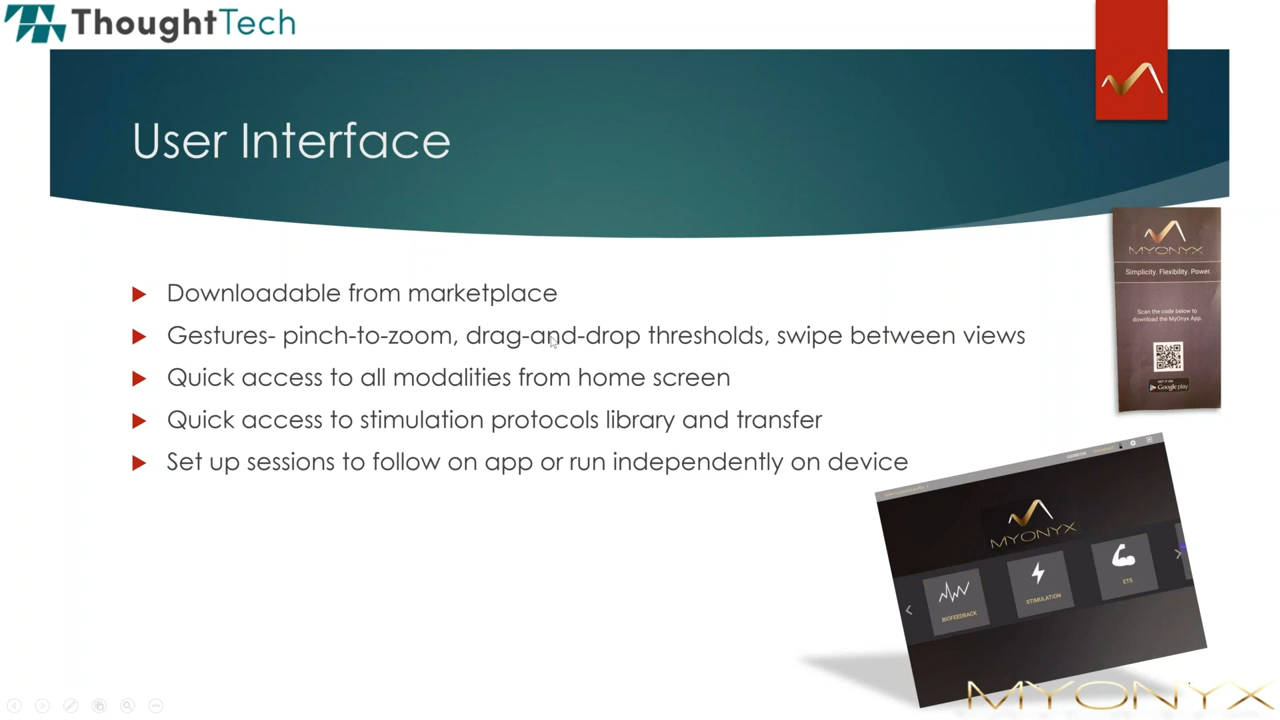 ThoughtTech
User Interface
MYONYX
Simplicity. Flexibility. Power.
Scan the code below to
download the MyOnyx App.
GET IT ON
Google play
Downloadable from marketplace
Gestures- pinch-to-zoom, drag-and-drop thresholds, swipe between views
Quick access to all modalities from home screen
Quick access to stimulation protocols library and transfer
Set up sessions to follow on app or run independently on device
MYONYX
BIOFEEDBACK
STIMULATION
ETS
MYONYX